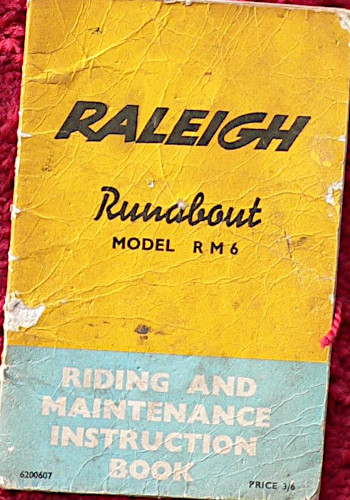 RALEIGH
Runabout
MODEL RM6
RIDING AND
MAINTENANCE
INSTRUCTION
BOOK
6200607
PRICE 3/6